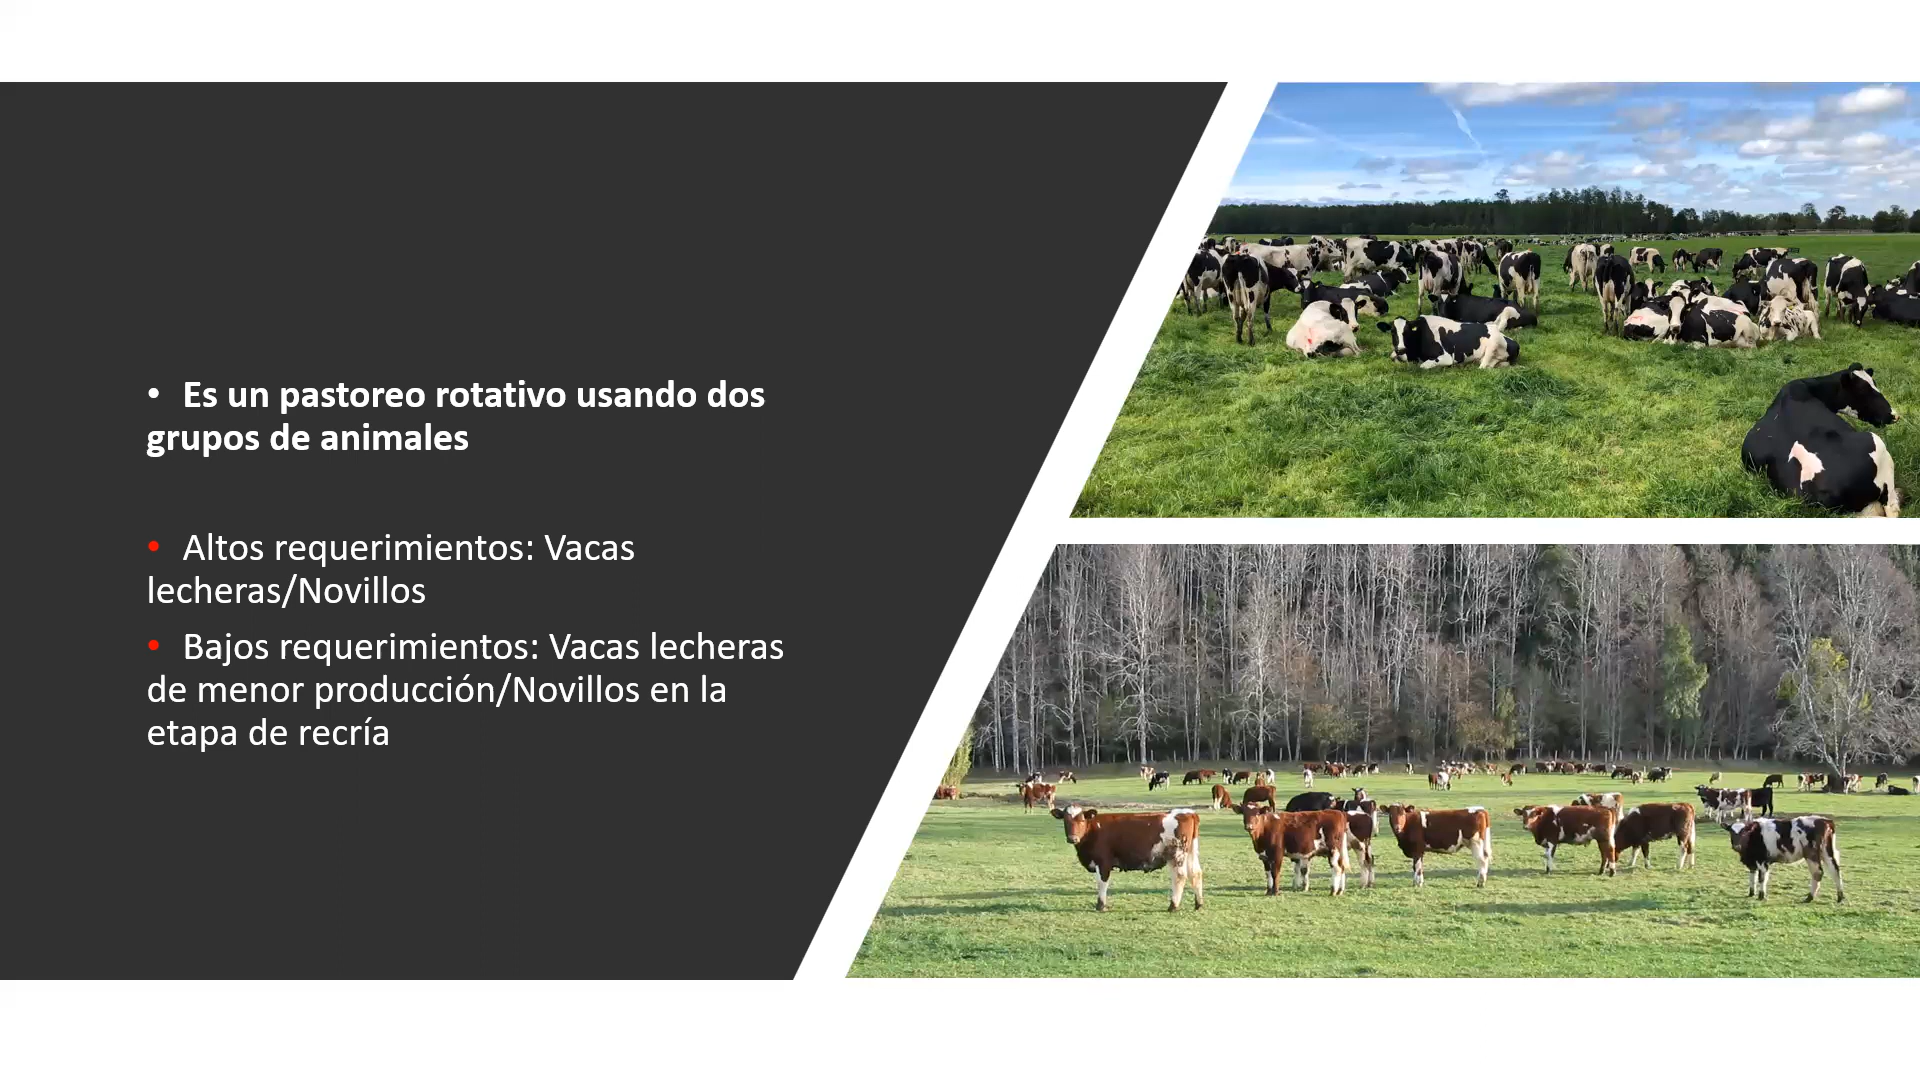 • Es un pastoreo rotativo usando dos
grupos de animales
• Altos requerimientos: Vacas
lecheras/Novillos
• Bajos requerimientos: Vacas lecheras
de menor producción/Novillos en la
etapa de recría